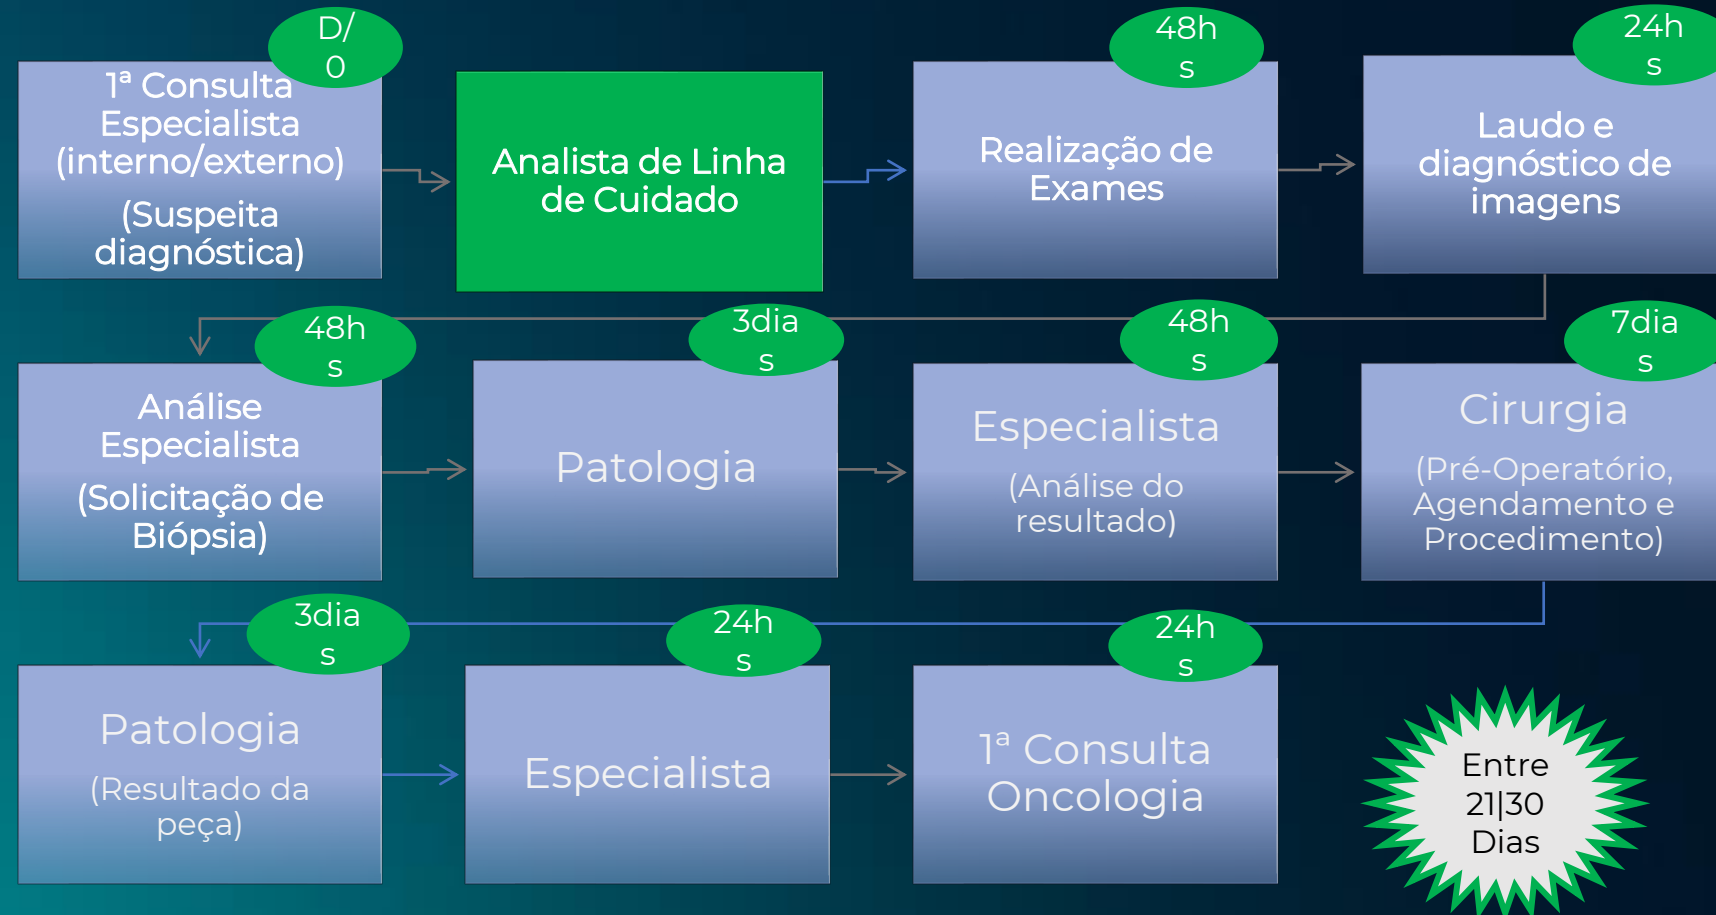 D/
0
1ª Consulta
Especialista
(interno/externo)
(Suspeita
diagnóstica)
Analista de Linha
de Cuidado
48h
s
Realização de
Exames
24h
s
Laudo e
diagnóstico de
imagens
48h
s
Análise
Especialista
(Solicitação de
Biópsia)
3dia
s
Patologia
48h
s
Especialista
(Análise do
resultado)
7dia
s
Cirurgia
(Pré-Operatório,
Agendamento e
Procedimento)
3dia
s
Patologia
(Resultado da
peça)
24h
s
Especialista
24h
s
1ª Consulta
Oncologia
Entre
21|30
Dias